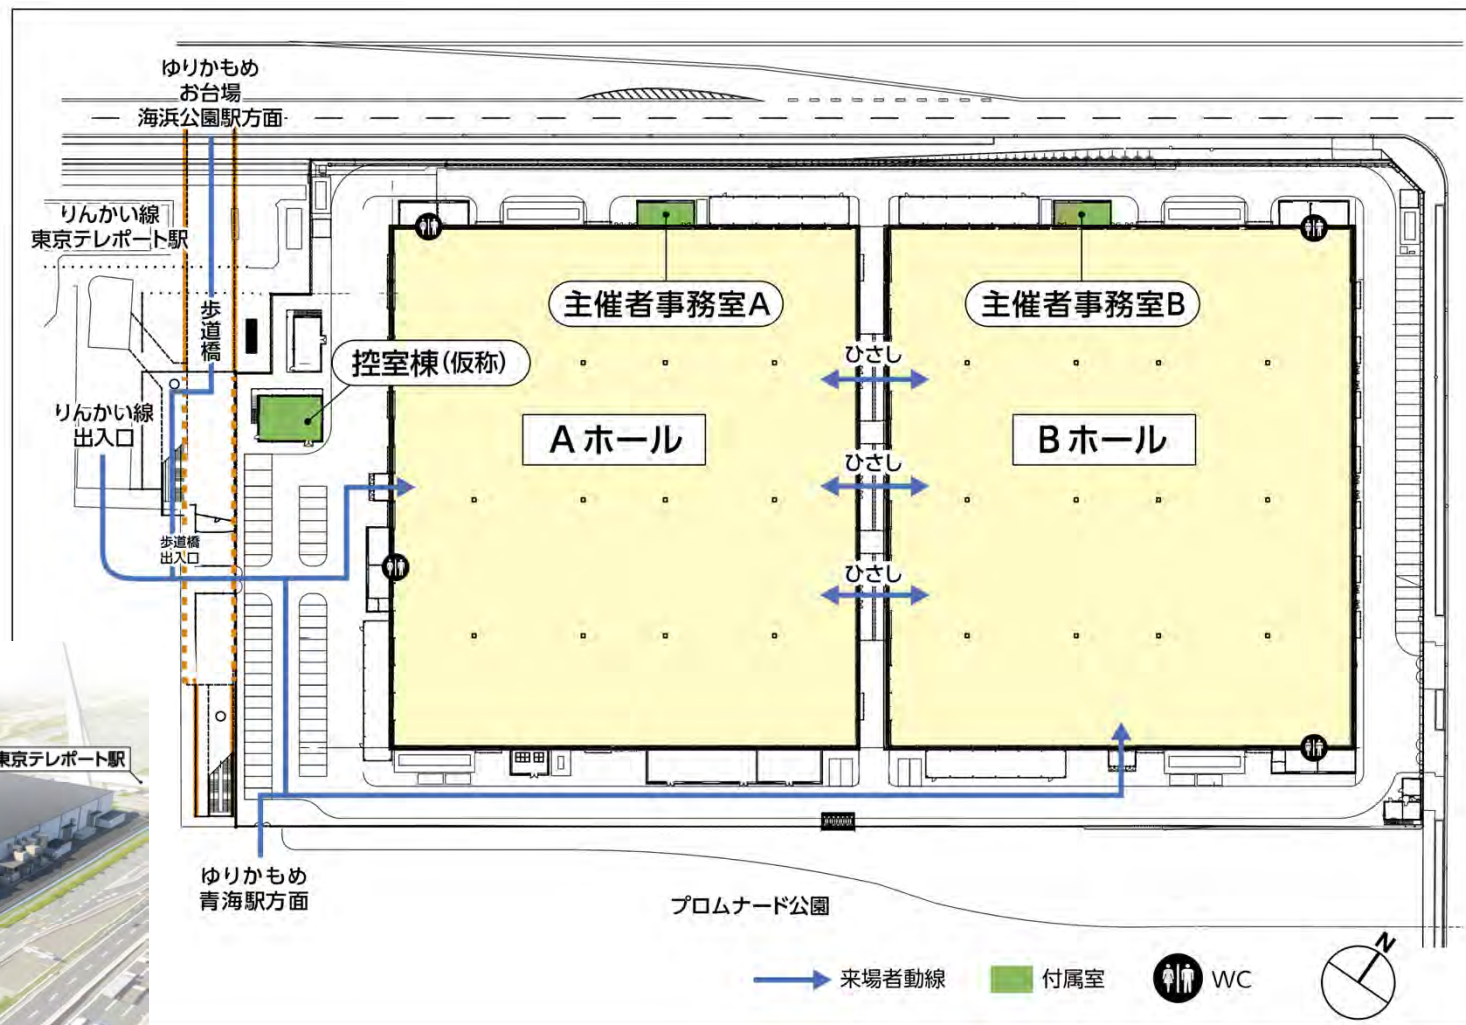 ゆりかもめ
お台場
海浜公園駅方面
りんかい線
東京テレポート駅
歩道橋
主催者事務室A
主催者事務室B
控室棟(仮称)
ひさし
りんかい線
出入口
Aホール
Bホール
ひさし
歩道橋
出入口
ひさし
東京テレポート駅
ゆりかもめ
青海駅方面
プロムナード公園
来場者動線
付属室
WC
N